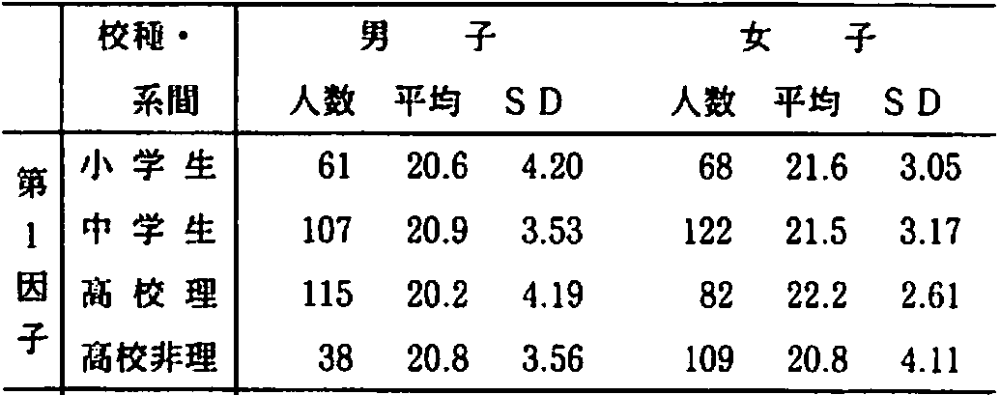 校種・ 男子 女子
系間 人数 平均 SD 人数 平均 SD
第1因子
小学生 61 20.6 4.20 68 21.6 3.05
中学生 107 20.9 3.53 122 21.5 3.17
高校理 115 20.2 4.19 82 22.2 2.61
高校非理 38 20.8 3.56 109 20.8 4.11